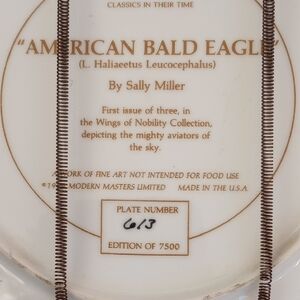 CLASSICS IN THEIR TIME
"AMERICAN BALD EAGLE"
(L. Haliaeetus Leucocephalus)
By Sally Miller
First issue of three, in
the Wings of Nobility Collection,
depicting the mighty aviators of
the sky.
WORK OF FINE ART NOT INTENDED FOR FOOD USE
MODERN MASTERS LIMITED MADE IN THE U.S.A.
PLATE NUMBER
613
EDITION OF 7500